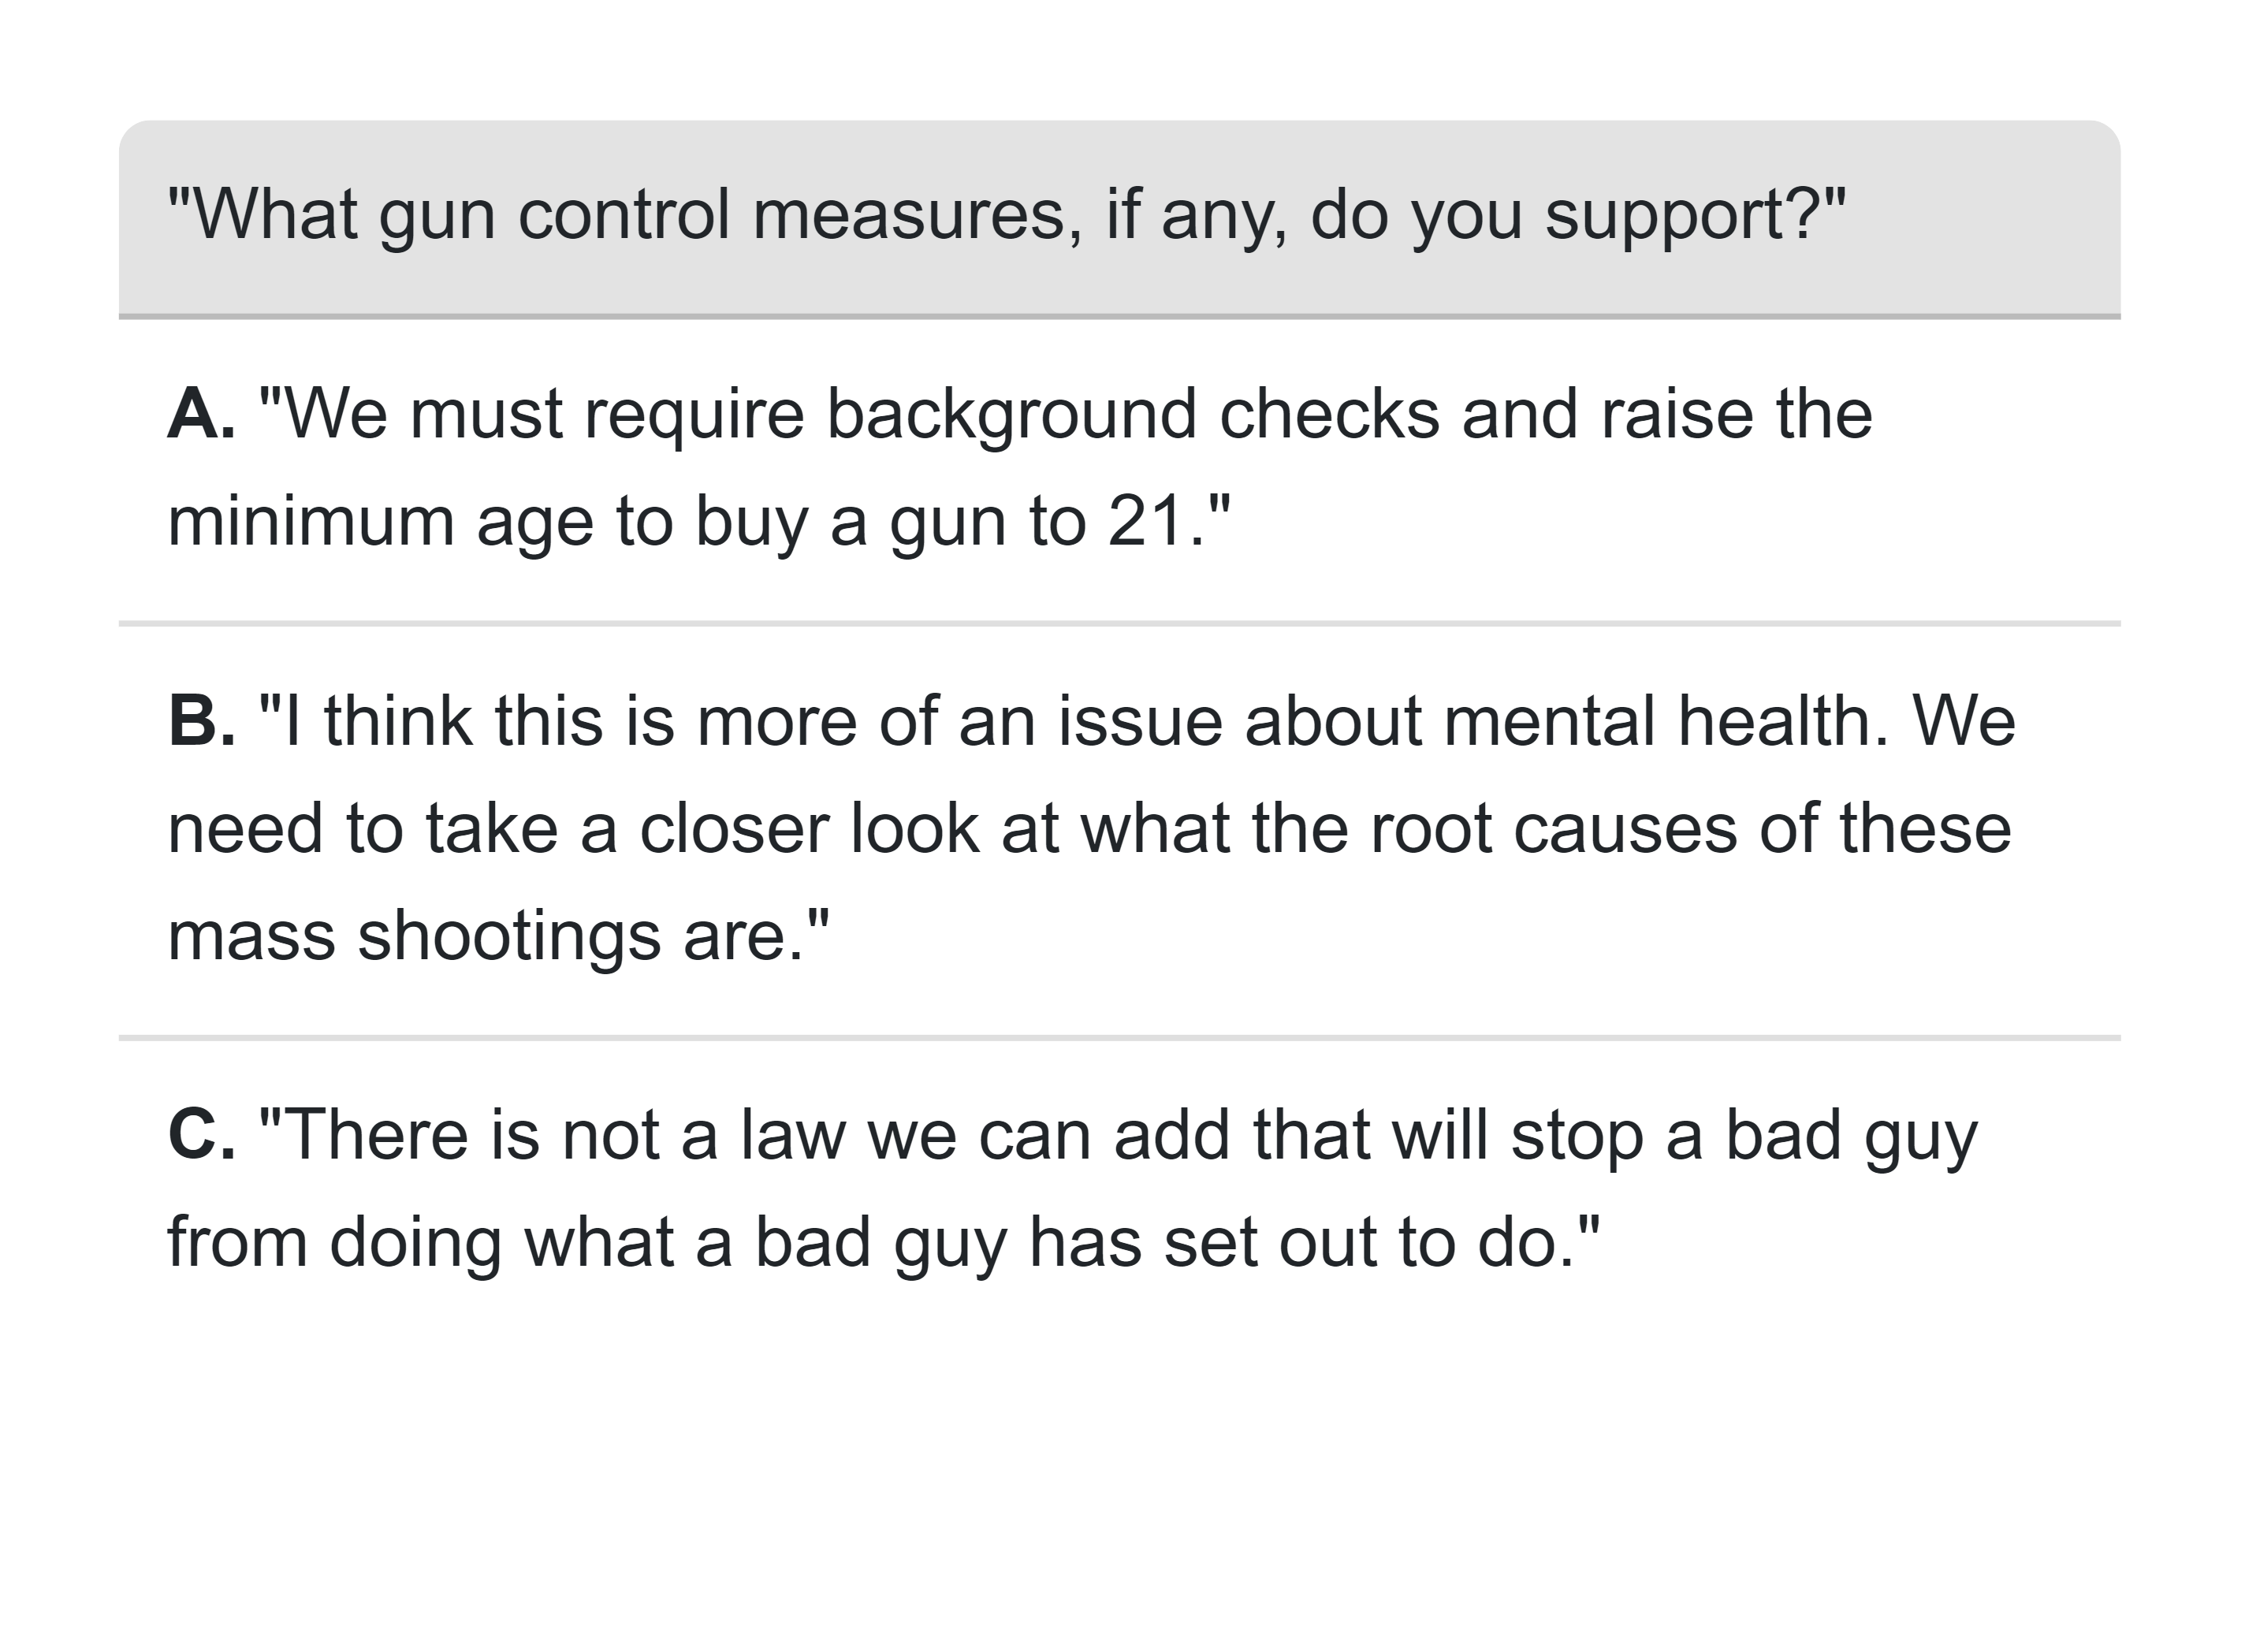 "What gun control measures, if any, do you support?"
A. "We must require background checks and raise the
minimum age to buy a gun to 21."
B. "I think this is more of an issue about mental health. We
need to take a closer look at what the root causes of these
mass shootings are."
C. "There is not a law we can add that will stop a bad guy
from doing what a bad guy has set out to do."